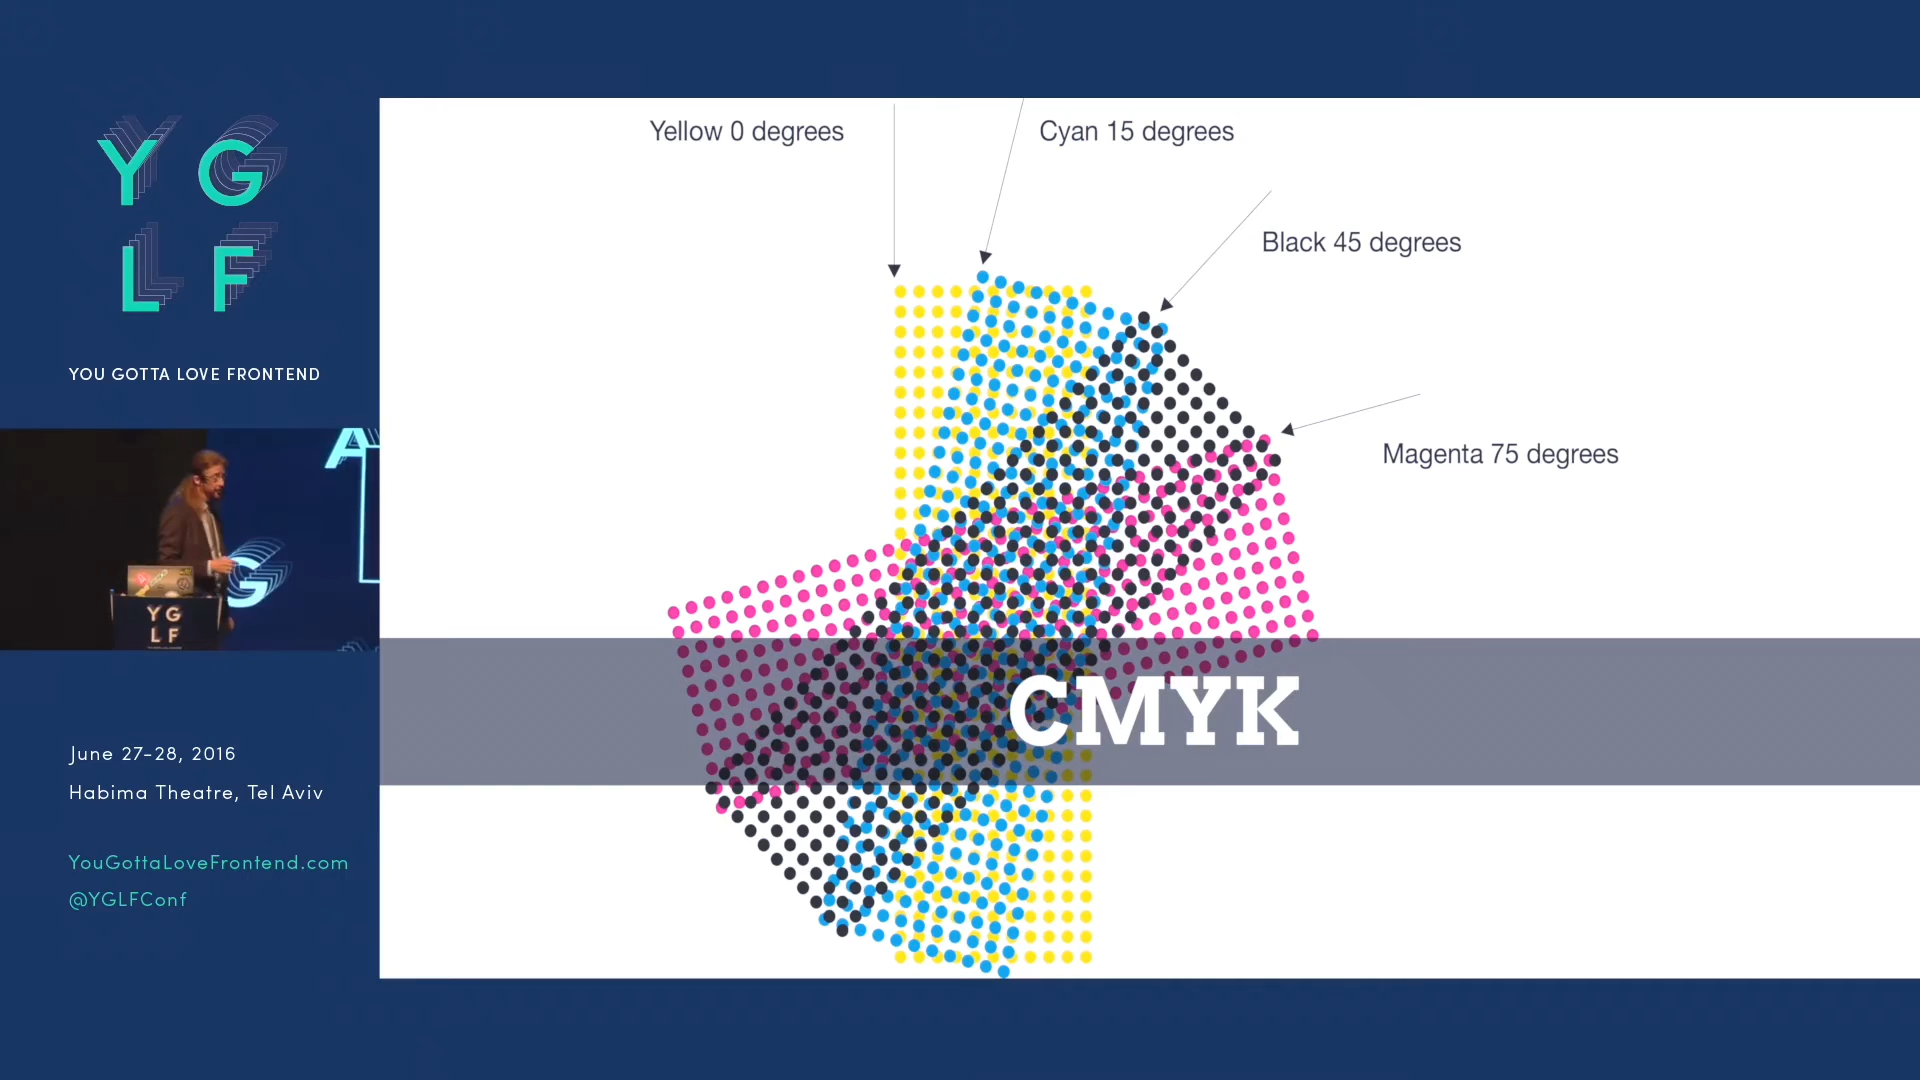 Y G
L F
YOU GOTTA LOVE FRONTEND
A
G
Y G
L F
June 27-28, 2016
Habima Theatre, Tel Aviv
YouGottaLoveFrontend.com
@YGLFConf
Yellow 0 degrees
Cyan 15 degrees
Black 45 degrees
Magenta 75 degrees
CMYK